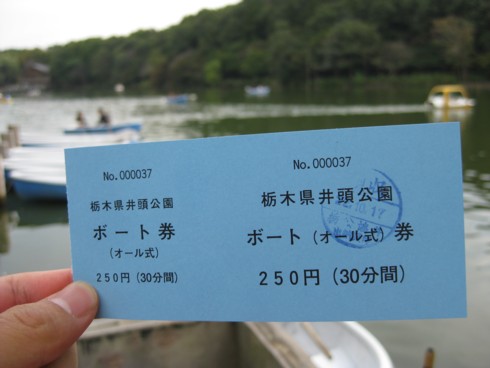 No.000037
栃木県井頭公園
ボート券
(オール式)
250円(30分間)
No.000037
栃木県井頭公園
ボート(オール式)券
250円(30分間)